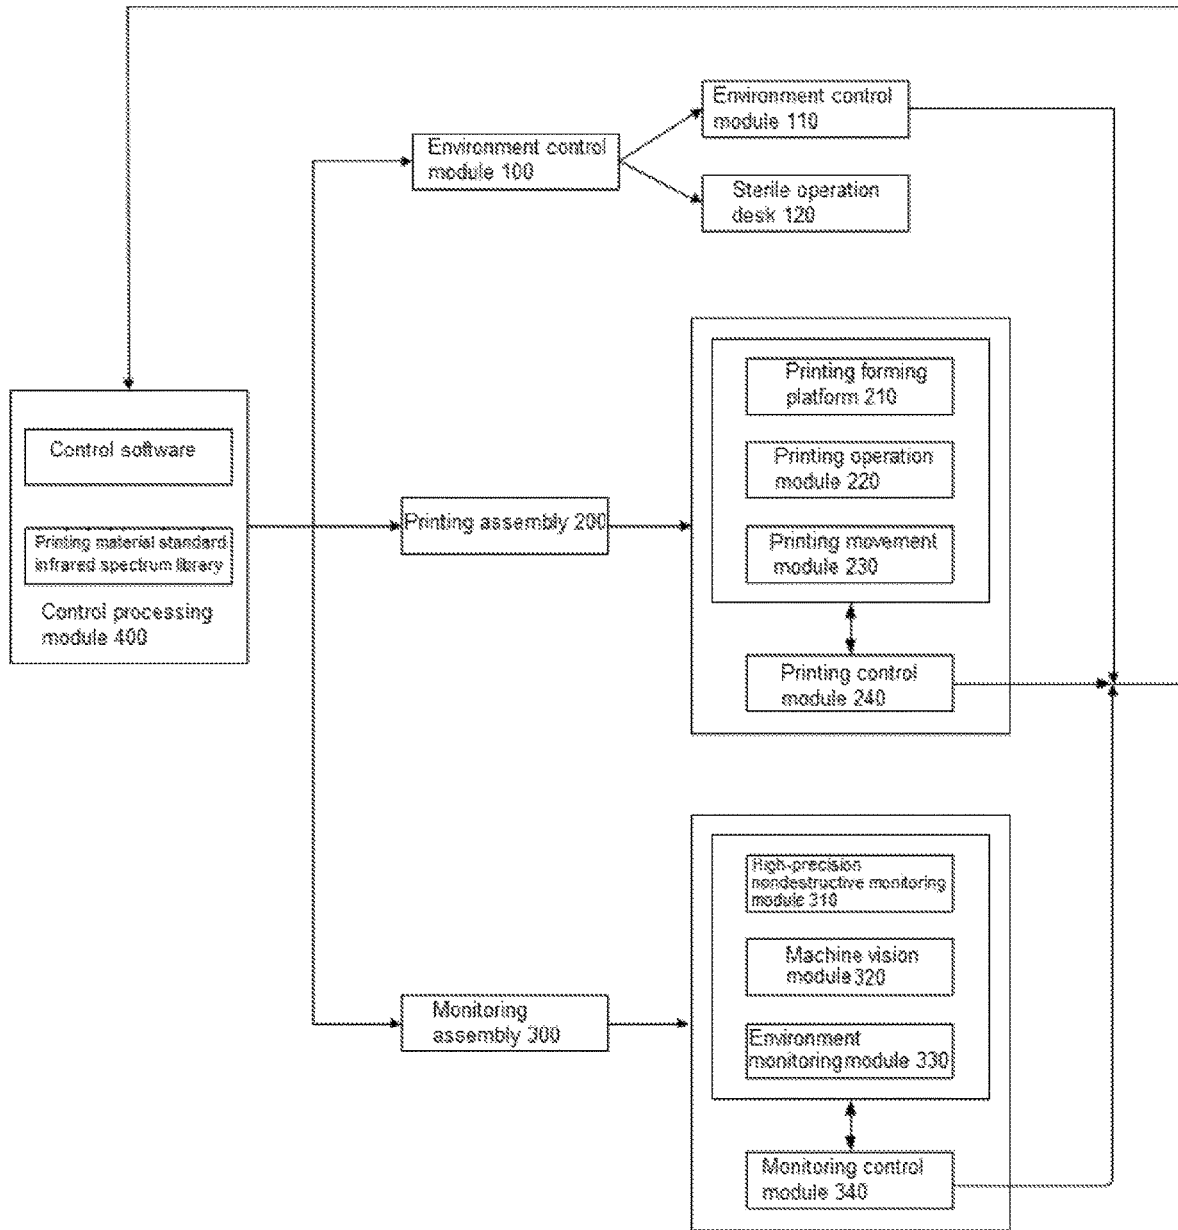 Environment control
module 110
Environment control
module 100
Sterile operation
desk 120
Printing forming
platform 210
Control software
Printing operation
module 220
Printing assembly 200
Printing material standard
infrared spectrum library
Printing movement
module 230
Control processing
module 400
Printing control
module 240
High-precision
nondestructive monitoring
module 310
Machine vision
module 320
Monitoring
assembly 300
Environment
monitoring module 330
Monitoring control
module 340